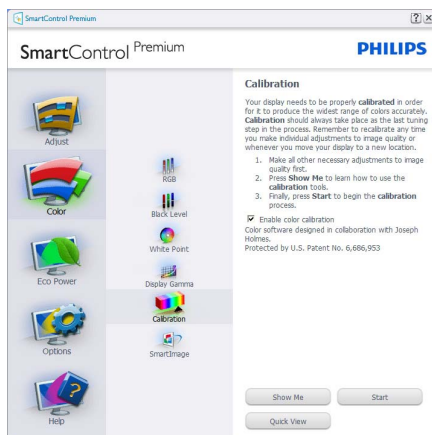 SmartControl Premium
SmartControl Premium
PHILIPS
Adjust
Color
Eco Power
Options
Help
RGB
Black Level
White Point
Display Gamma
Calibration
SmartImage
Calibration
Your display needs to be properly calibrated in order
for it to produce the widest range of colors accurately.
Calibration should always take place as the last tuning
step in the process. Remember to recalibrate any time
you make individual adjustments to image quality or
whenever you move your display to a new location.
1. Make all other necessary adjustments to image
quality first.
2. Press Show Me to learn how to use the
calibration tools.
3. Finally, press Start to begin the calibration
process.
Enable color calibration
Color software designed in collaboration with Joseph
Holmes.
Protected by U.S. Patent No. 6,686,953
Show Me
Start
Quick View